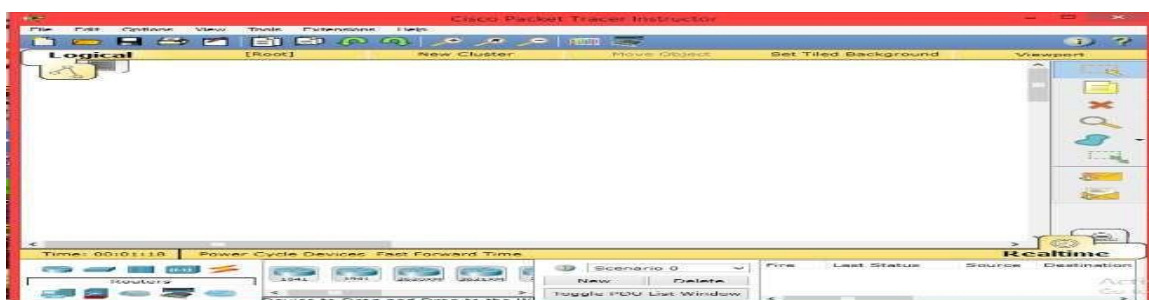 Cisco Packet Tracer Instructor
File Edit Options View Tools Extensions Help
Logical [Root] New Cluster Move Object Set Tiled Background Viewport
Time: 00:01:18 Power Cycle Devices Fast Forward Time Realtime
Scenario 0 Fire Last Status Source Destination
Routers 1941 New Delete
Toggle PDU List Window